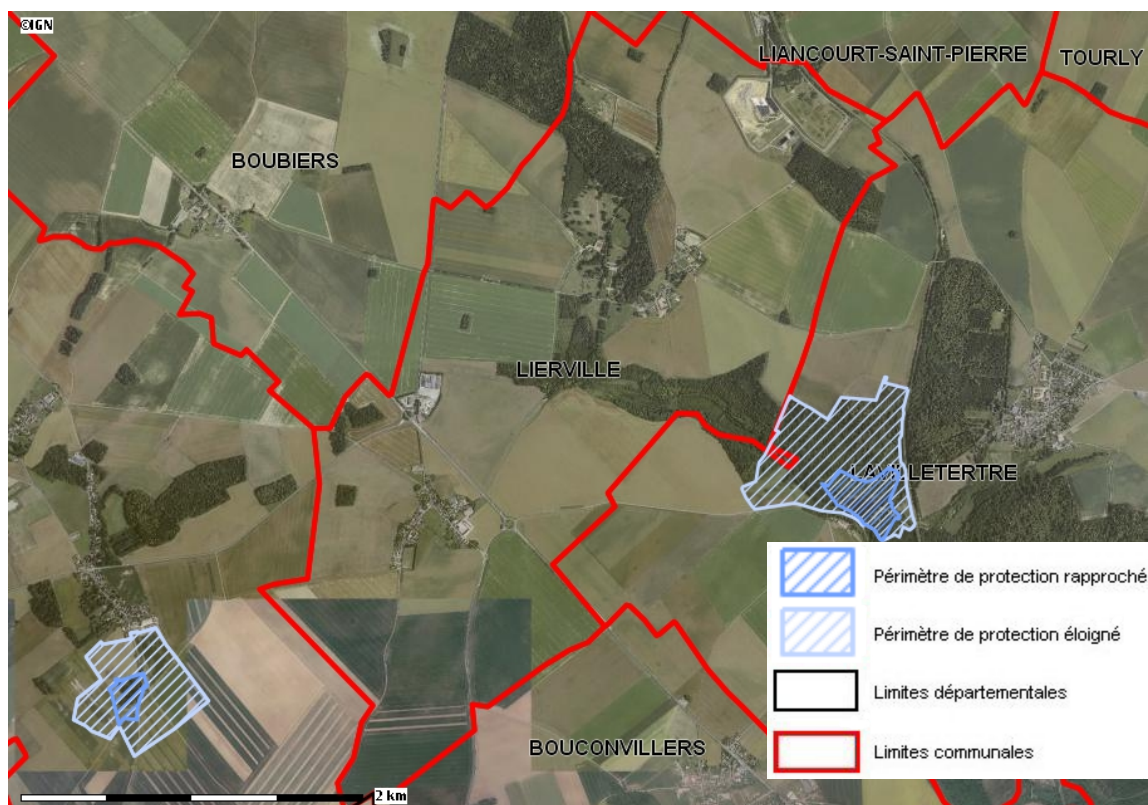 ©IGN
LIANCOURT-SAINT-PIERRE
TOURLY
BOUBIERS
LIERVILLE
LAVILLETERTRE
Périmètre de protection rapproché
Périmètre de protection éloigné
Limites départementales
BOUCONVILLERS
Limites communales
2 km